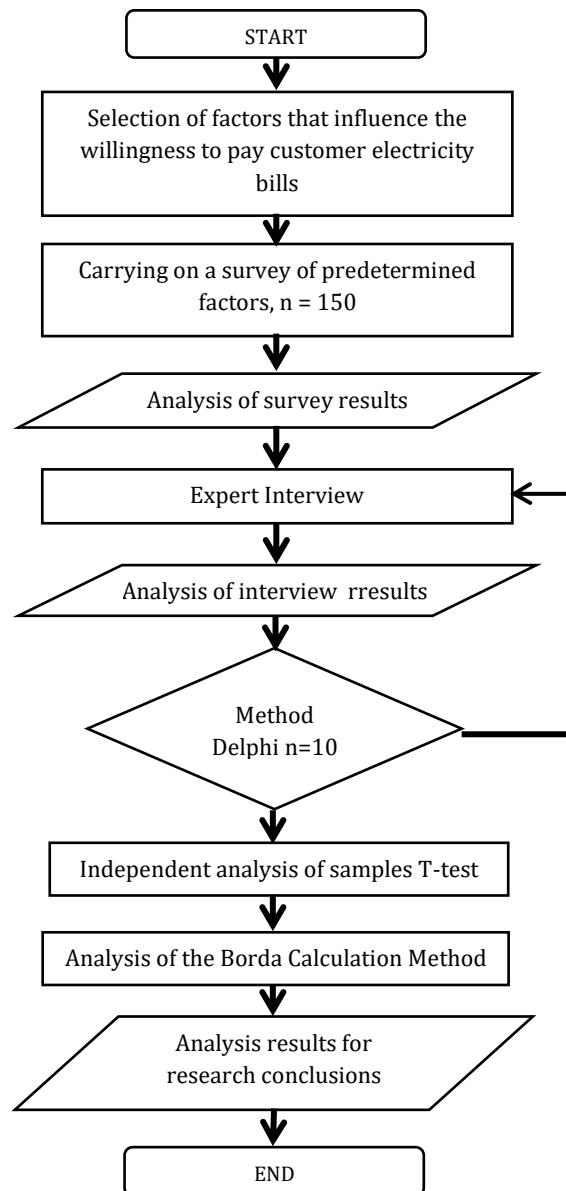 START
Selection of factors that influence the
willingness to pay customer electricity
bills
Carrying on a survey of predetermined
factors, n = 150
Analysis of survey results
Expert Interview
Analysis of interview rresults
Method
Delphi n=10
Independent analysis of samples T-test
Analysis of the Borda Calculation Method
Analysis results for
research conclusions
END